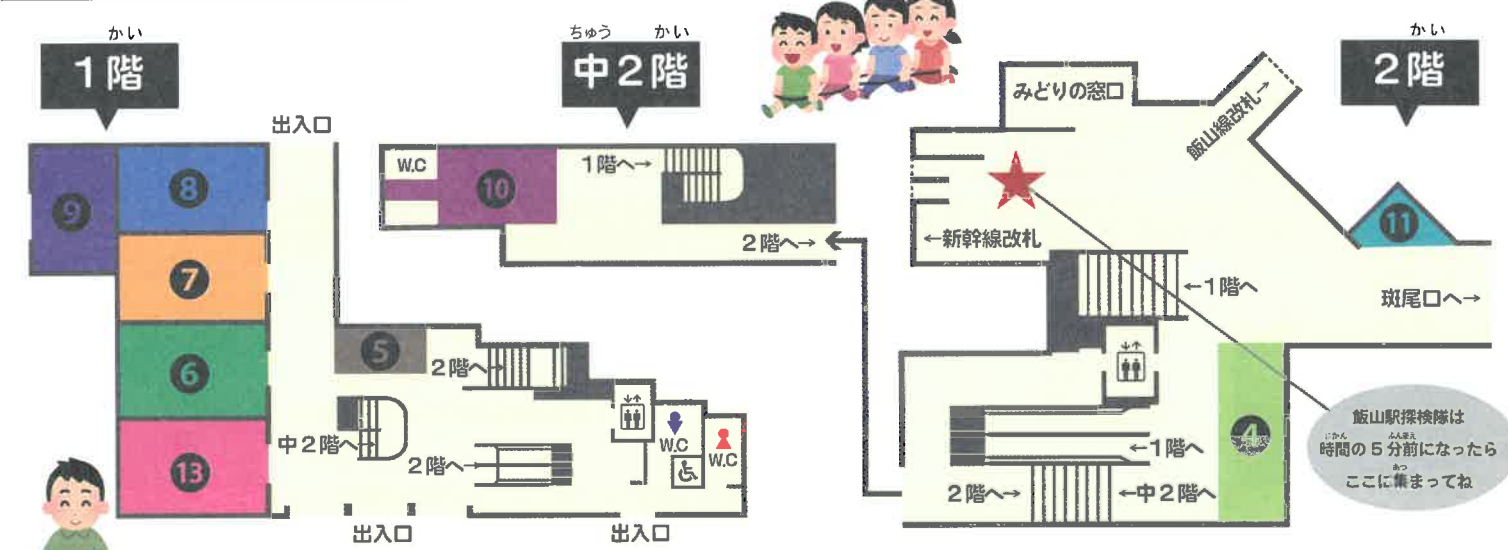 かい
1階
ちゅう かい
中2階
かい
2階
出入口
8
9
7
6
5
13
2階へ→
中2階へ
2階へ→
W.C
W.C
出入口
出入口
W.C
10
1階へ→
2階へ→
みどりの窓口
飯山線改札→
←新幹線改札
11
←1階へ
斑尾口へ→
4
←1階へ
2階へ→
←中2階へ
飯山駅探検隊は
じかん ふんまえ
時間の5分前になったら
あつ
ここに集まってね